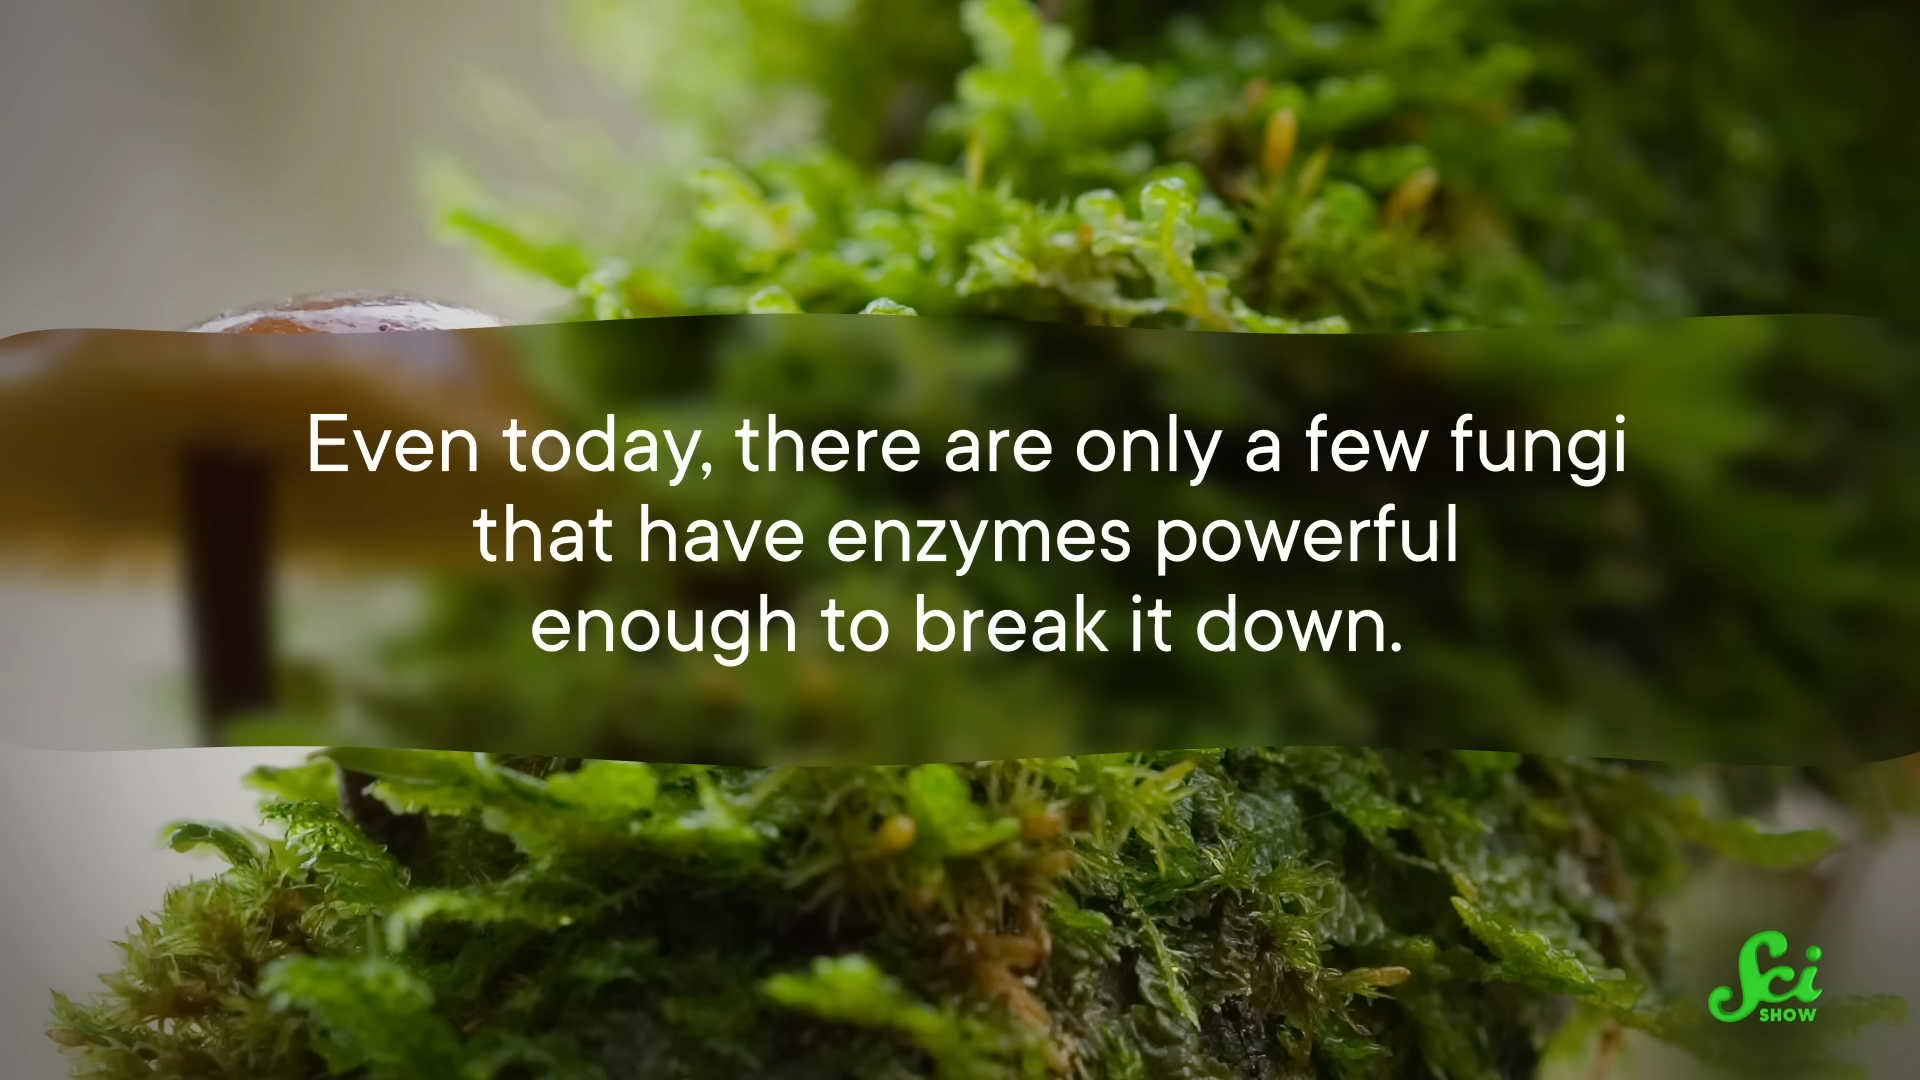 Even today, there are only a few fungi
that have enzymes powerful
enough to break it down.
Sci
SHOW